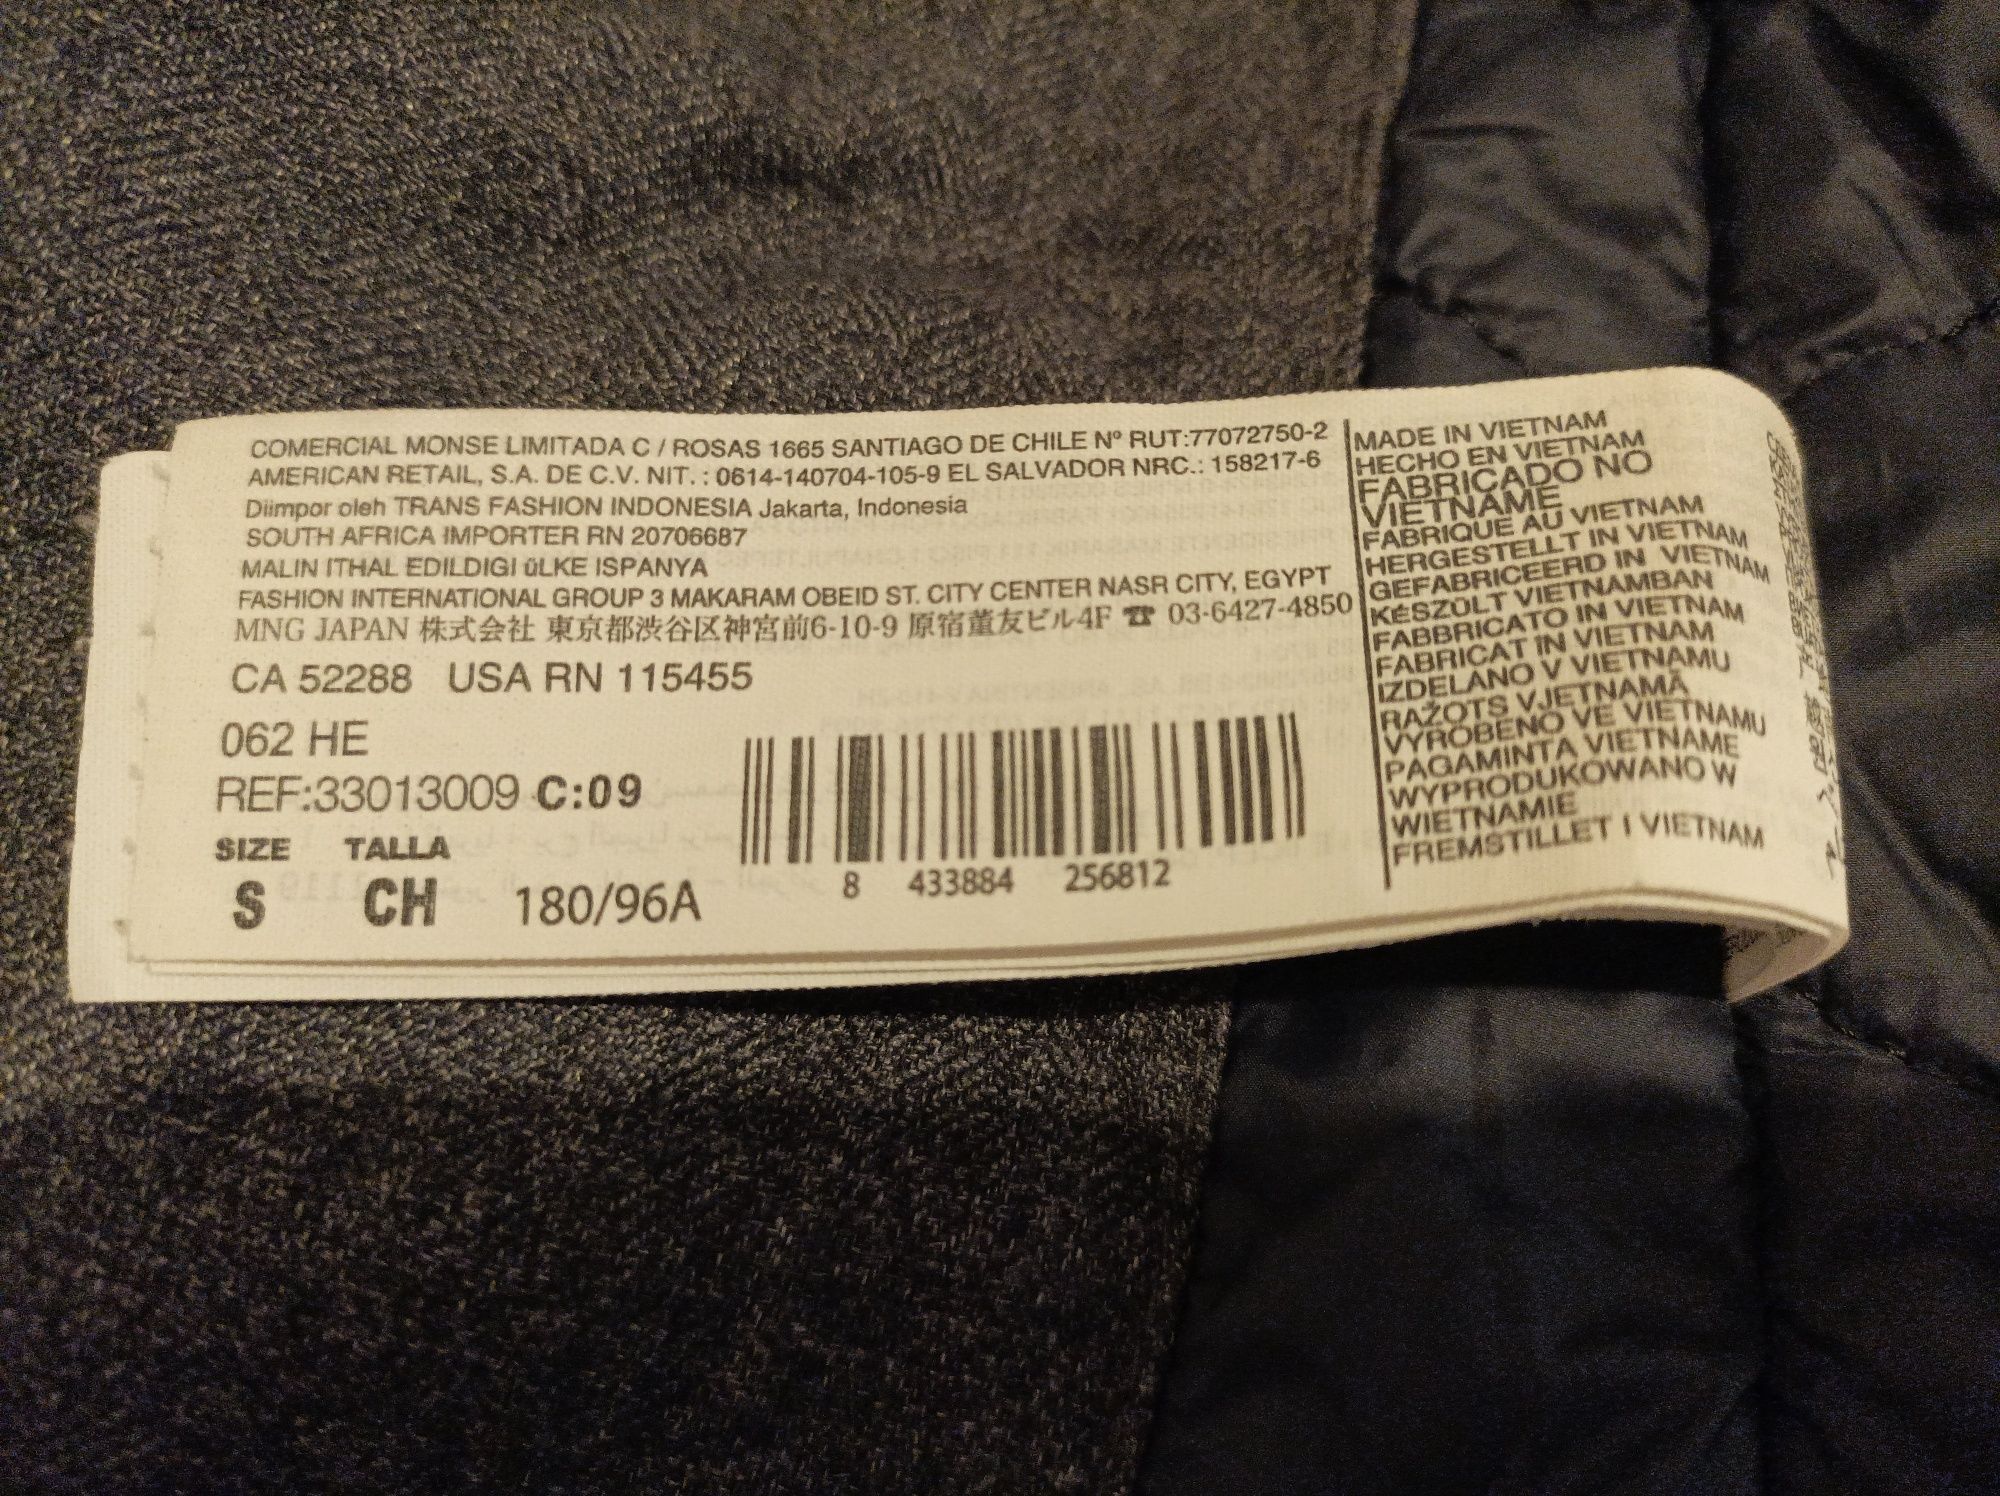 COMERCIAL MONSE LIMITADA C / ROSAS 1665 SANTIAGO DE CHILE Nº RUT:77072750-2
AMERICAN RETAIL, S.A. DE C.V. NIT. : 0614-140704-105-9 EL SALVADOR NRC.: 158217-6
Diimpor oleh TRANS FASHION INDONESIA Jakarta, Indonesia
SOUTH AFRICA IMPORTER RN 20706687
MALIN ITHAL EDILDIGI üLKE ISPANYA
FASHION INTERNATIONAL GROUP 3 MAKARAM OBEID ST. CITY CENTER NASR CITY, EGYPT
MNG JAPAN 株式会社 東京都渋谷区神宮前6-10-9 原宿董友ビル4F ☎ 03-6427-4850
CA 52288 USA RN 115455
062 HE
REF:33013009 C:09
SIZE TALLA
S CH 180/96A
8 433884 256812
MADE IN VIETNAM
HECHO EN VIETNAM
FABRICADO NO
VIETNAME
FABRIQUE AU VIETNAM
HERGESTELLT IN VIETNAM
GEFABRICEERD IN VIETNAM
KÉSZÜLT VIETNAMBAN
FABBRICATO IN VIETNAM
FABRICAT IN VIETNAM
IZDELANO V VIETNAMU
RAŽOTS VJETNAMĀ
VYROBENO VE VIETNAMU
PAGAMINTA VIETNAME
WYPRODUKOWANO W
WIETNAMIE
FREMSTILLET I VIETNAM